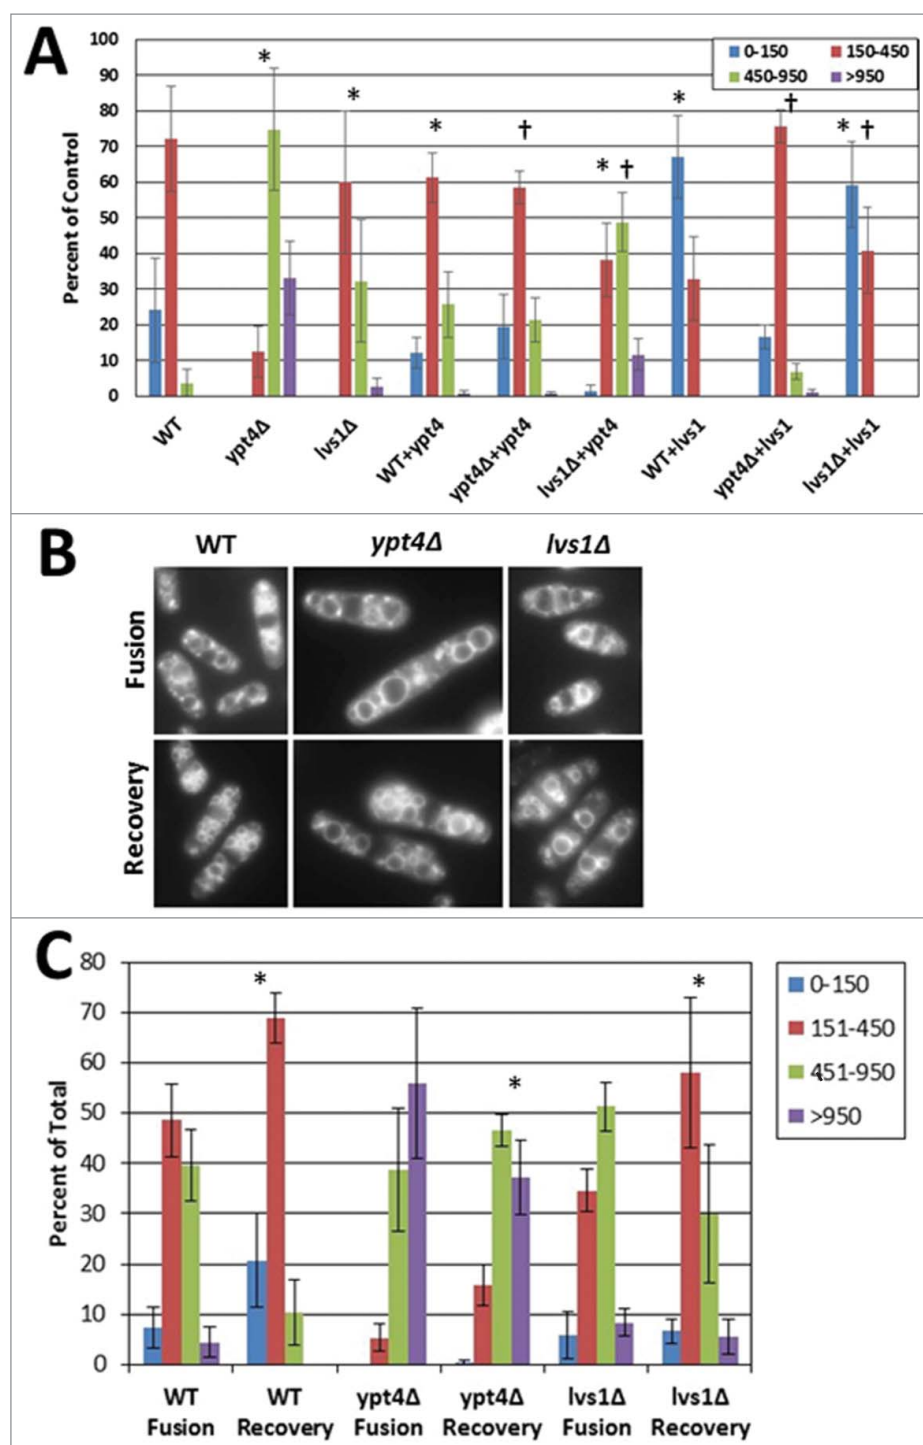 A
100
90
80
70
60
50
40
30
20
10
0
Percent of Control
0-150 150-450
450-950 >950
* * * † * † * † * †
WT ypt4Δ lvs1Δ WT+ypt4 ypt4Δ+ypt4 lvs1Δ+ypt4 WT+lvs1 ypt4Δ+lvs1 lvs1Δ+lvs1
B
WT ypt4Δ lvs1Δ
Fusion
Recovery
C
80
70
60
50
40
30
20
10
0
Percent of Total
* * *
0-150
151-450
451-950
>950
WT WT ypt4Δ ypt4Δ lvs1Δ lvs1Δ
Fusion Recovery Fusion Recovery Fusion Recovery